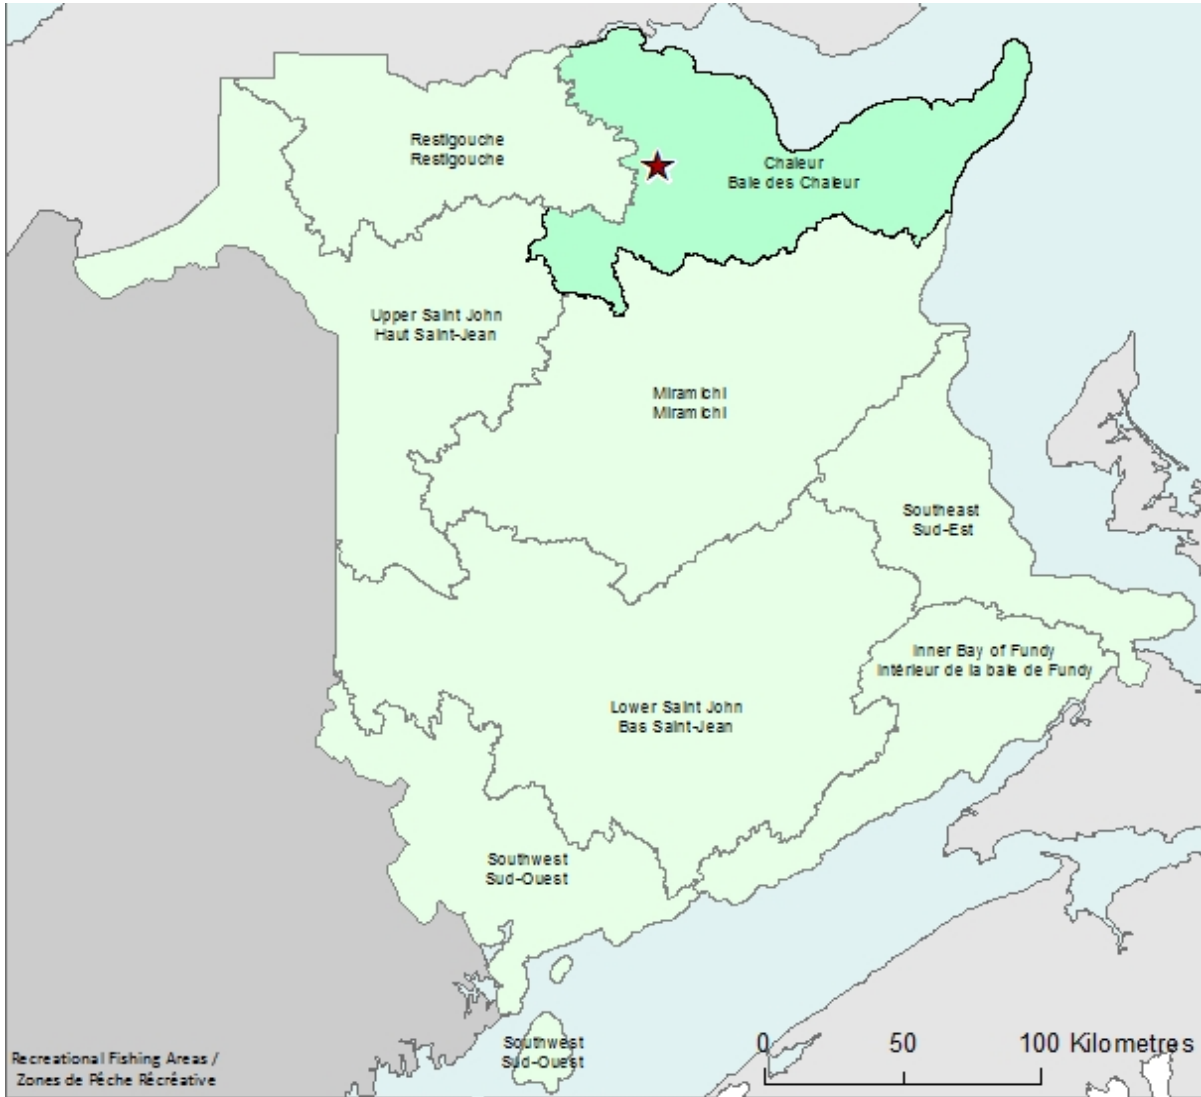 Restigouche
Restigouche
Chaleur
Baie des Chaleur
Upper Saint John
Haut Saint-Jean
Miramichi
Miramichi
Southeast
Sud-Est
Inner Bay of Fundy
Intérieur de la baie de Fundy
Lower Saint John
Bas Saint-Jean
Southwest
Sud-Ouest
Southwest
Sud-Ouest
0 50 100 Kilometres
Recreational Fishing Areas /
Zones de Pêche Récréative